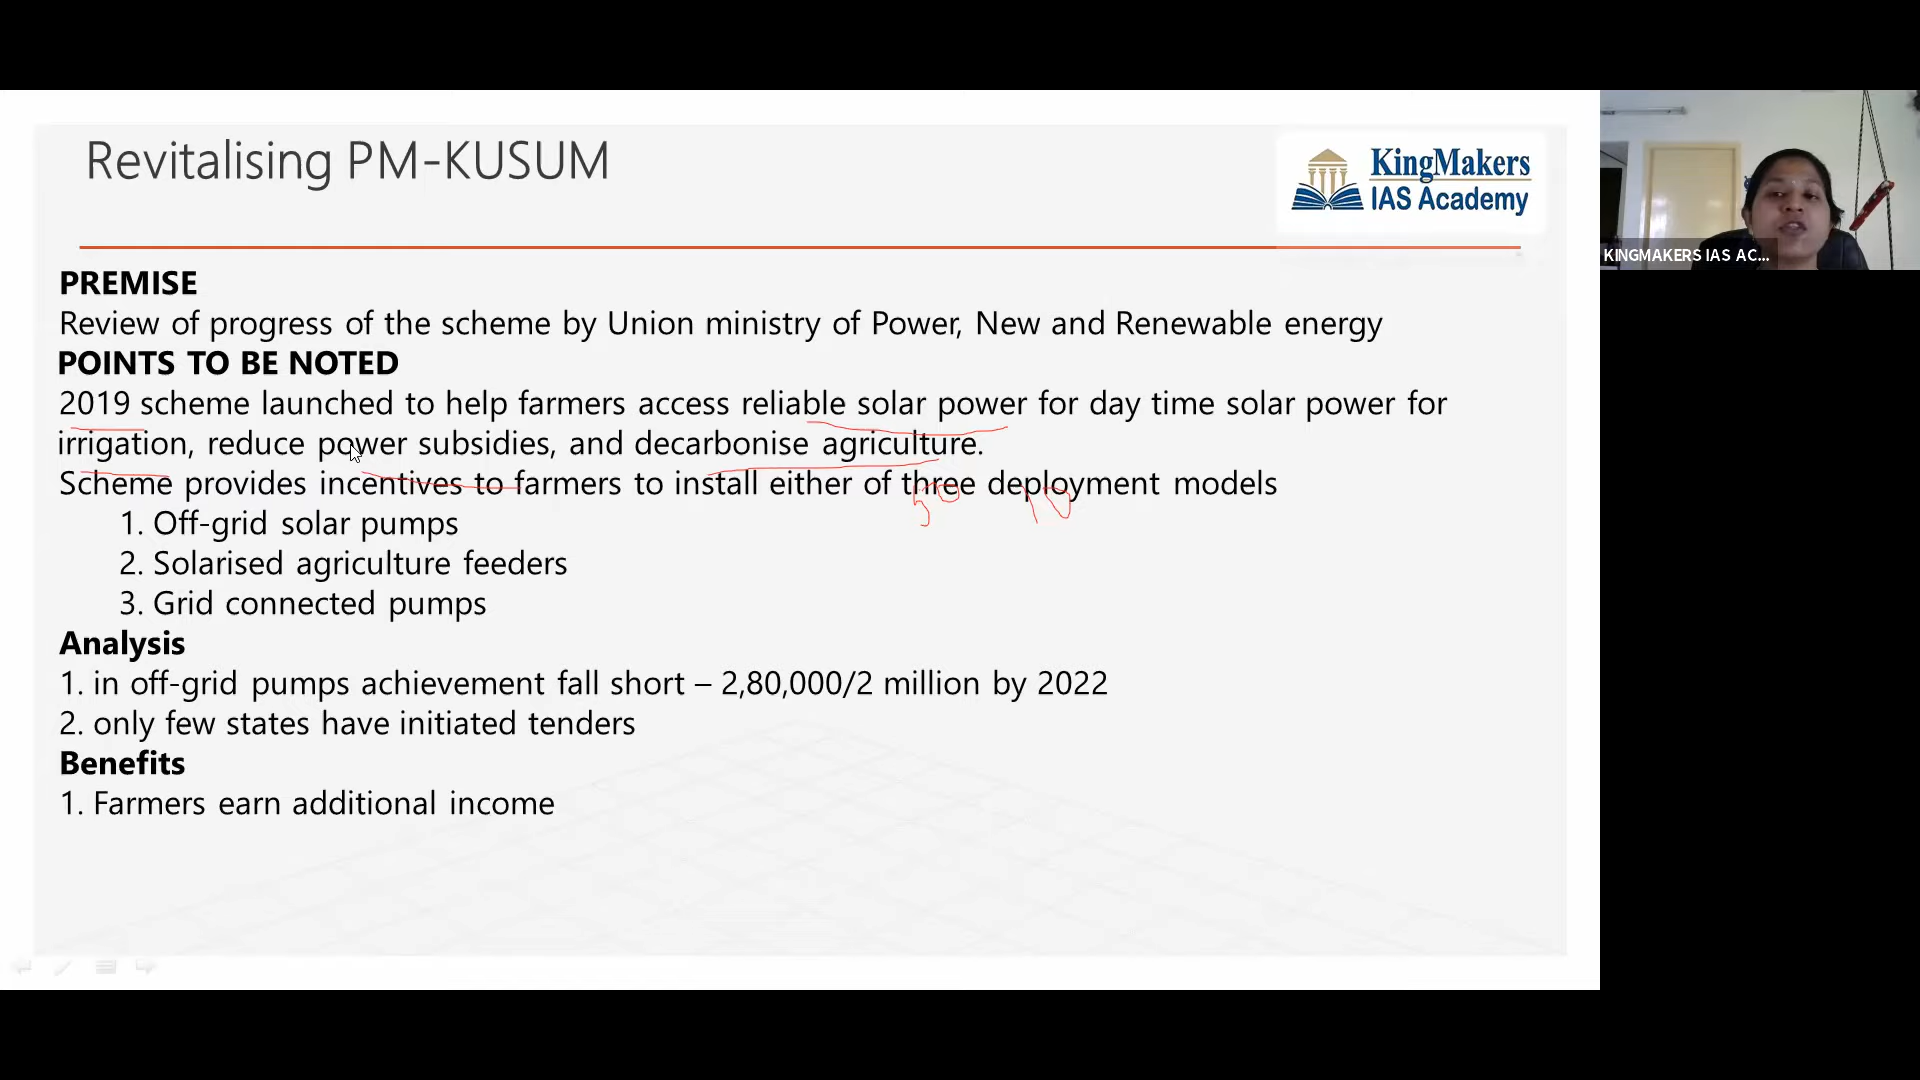 Revitalising PM-KUSUM
KingMakers
IAS Academy
KINGMAKERS IAS AC...
PREMISE
Review of progress of the scheme by Union ministry of Power, New and Renewable energy
POINTS TO BE NOTED
2019 scheme launched to help farmers access reliable solar power for day time solar power for
irrigation, reduce power subsidies, and decarbonise agriculture.
Scheme provides incentives to farmers to install either of three deployment models
50 10
1. Off-grid solar pumps
2. Solarised agriculture feeders
3. Grid connected pumps
Analysis
1. in off-grid pumps achievement fall short – 2,80,000/2 million by 2022
2. only few states have initiated tenders
Benefits
1. Farmers earn additional income